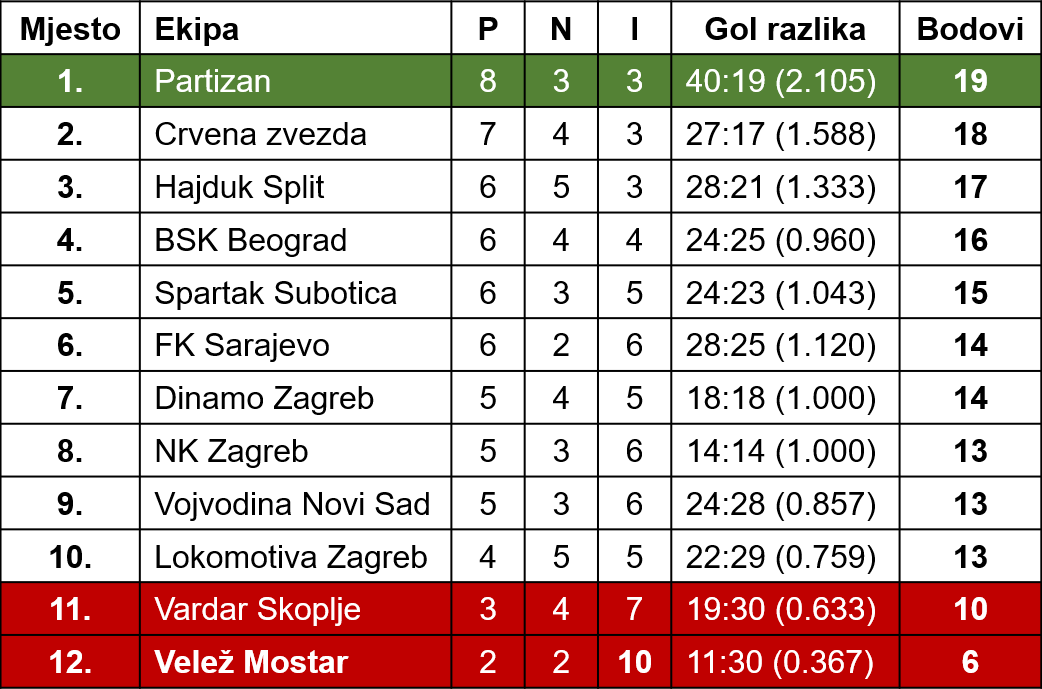 Mjesto Ekipa P N I Gol razlika Bodovi
1. Partizan 8 3 3 40:19 (2.105) 19
2. Crvena zvezda 7 4 3 27:17 (1.588) 18
3. Hajduk Split 6 5 3 28:21 (1.333) 17
4. BSK Beograd 6 4 4 24:25 (0.960) 16
5. Spartak Subotica 6 3 5 24:23 (1.043) 15
6. FK Sarajevo 6 2 6 28:25 (1.120) 14
7. Dinamo Zagreb 5 4 5 18:18 (1.000) 14
8. NK Zagreb 5 3 6 14:14 (1.000) 13
9. Vojvodina Novi Sad 5 3 6 24:28 (0.857) 13
10. Lokomotiva Zagreb 4 5 5 22:29 (0.759) 13
11. Vardar Skoplje 3 4 7 19:30 (0.633) 10
12. Velež Mostar 2 2 10 11:30 (0.367) 6